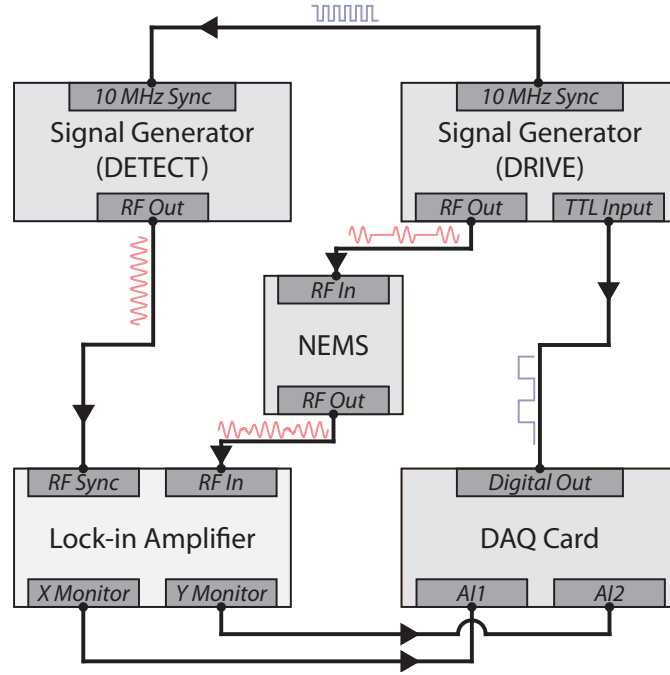 10 MHz Sync
Signal Generator
(DETECT)
RF Out
10 MHz Sync
Signal Generator
(DRIVE)
RF Out
TTL Input
RF In
NEMS
RF Out
RF Sync
RF In
Lock-in Amplifier
X Monitor
Y Monitor
Digital Out
DAQ Card
AI1
AI2